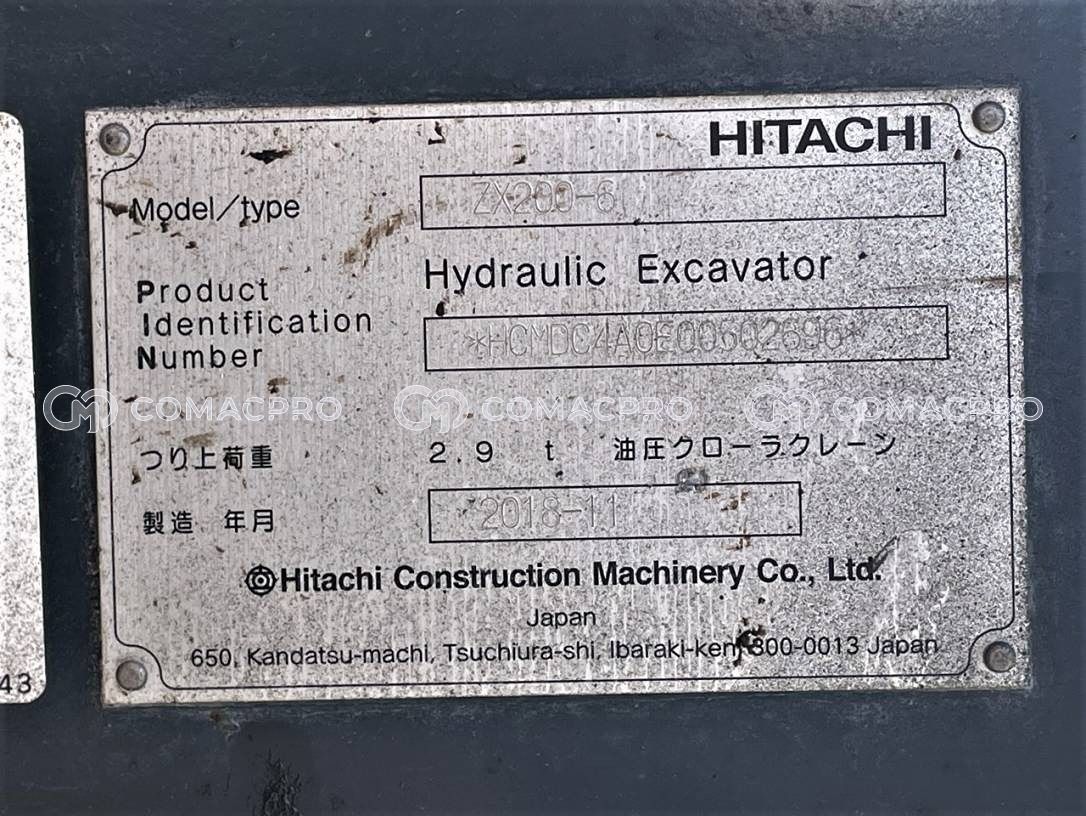 HITACHI
Model/type ZX200-6
Hydraulic Excavator
Product
Identification
Number *HCMDC4A0E00602696*
COMACPRO COMACPRO COMACPRO
つり上荷重 2.9 t 油圧クローラクレーン
製造 年月 2018-11
Hitachi Construction Machinery Co., Ltd.
Japan
650, Kandatsu-machi, Tsuchiura-shi, Ibaraki-ken, 300-0013 Japan
43